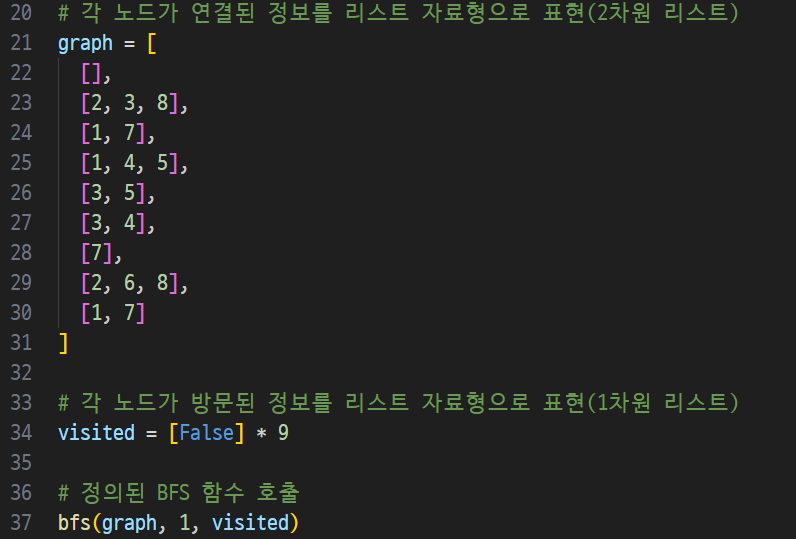 20 # 각 노드가 연결된 정보를 리스트 자료형으로 표현(2차원 리스트)
21 graph = [
22 [],
23 [2, 3, 8],
24 [1, 7],
25 [1, 4, 5],
26 [3, 5],
27 [3, 4],
28 [7],
29 [2, 6, 8],
30 [1, 7]
31 ]
32
33 # 각 노드가 방문된 정보를 리스트 자료형으로 표현(1차원 리스트)
34 visited = [False] * 9
35
36 # 정의된 BFS 함수 호출
37 bfs(graph, 1, visited)